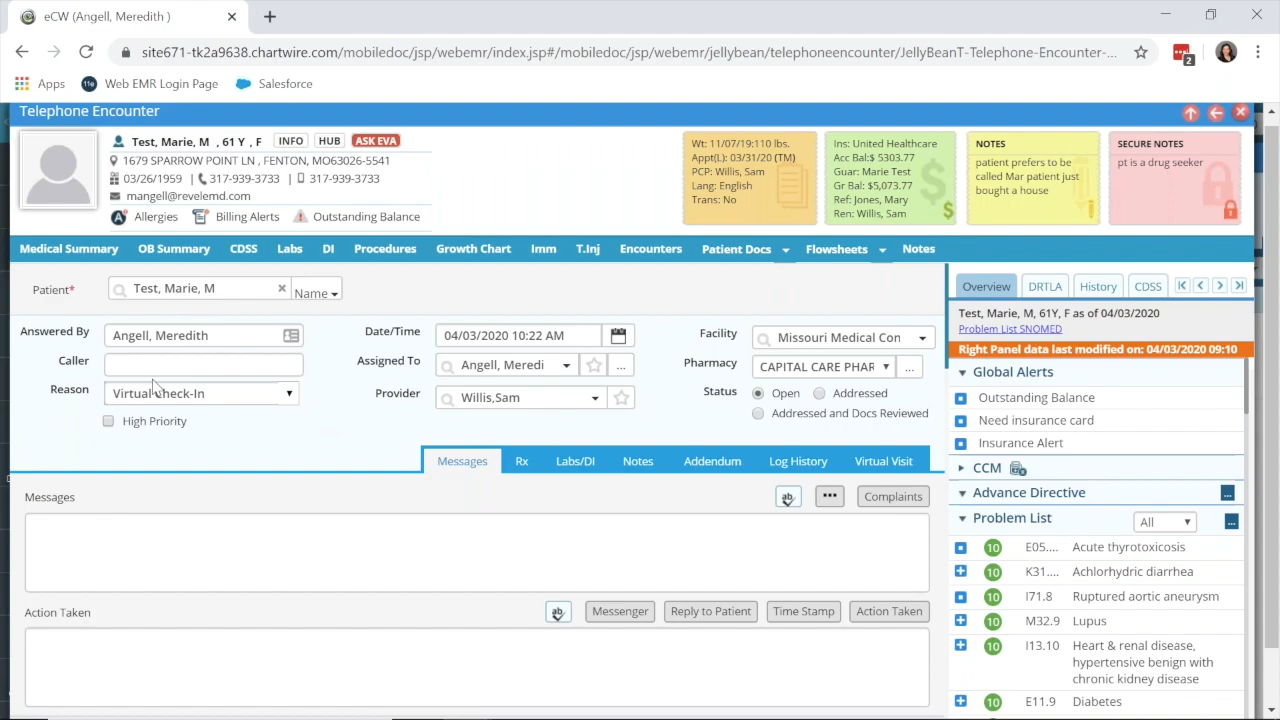 eCW (Angell, Meredith )
site671-tk2a9638.chartwire.com/mobiledoc/jsp/webemr/index.jsp#/mobiledoc/jsp/webemr/jellybean/telephoneencounter/JellyBeanT-Telephone-Encounter-...
2
Apps Web EMR Login Page Salesforce
Telephone Encounter
Test, Marie, M , 61 Y , F INFO HUB ASK EVA
1679 SPARROW POINT LN , FENTON, MO63026-5541
03/26/1959 | 317-939-3733 | 317-939-3733
mangell@revelemd.com
Allergies Billing Alerts Outstanding Balance
Wt: 11/07/19:110 lbs.
Appt(L): 03/31/20 (TM)
PCP: Willis, Sam
Lang: English
Trans: No
Ins: United Healthcare
Acc Bal:$ 5303.77
Guar: Marie Test
Gr Bal: $5,073.77
Ref: Jones, Mary
Ren: Willis, Sam
NOTES
patient prefers to be
called Mar patient just
bought a house
SECURE NOTES
pt is a drug seeker
Medical Summary OB Summary CDSS Labs DI Procedures Growth Chart Imm T.Inj Encounters Patient Docs Flowsheets Notes
Patient* Test, Marie, M Name
Answered By Angell, Meredith Date/Time 04/03/2020 10:22 AM Facility Missouri Medical Con
Caller Assigned To Angell, Meredi ... Pharmacy CAPITAL CARE PHAR ...
Reason Virtual Check-In Provider Willis,Sam Status Open Addressed
High Priority Addressed and Docs Reviewed
Messages Rx Labs/DI Notes Addendum Log History Virtual Visit
Messages ab ... Complaints
Action Taken ab Messenger Reply to Patient Time Stamp Action Taken
Overview DRTLA History CDSS
Test, Marie, M, 61Y, F as of 04/03/2020
Problem List SNOMED
Right Panel data last modified on: 04/03/2020 09:10
Global Alerts
Outstanding Balance
Need insurance card
Insurance Alert
CCM
Advance Directive ...
Problem List All ...
10 E05.... Acute thyrotoxicosis
10 K31.... Achlorhydric diarrhea
10 I71.8 Ruptured aortic aneurysm
10 M32.9 Lupus
10 I13.10 Heart & renal disease,
hypertensive benign with
chronic kidney disease
10 E11.9 Diabetes